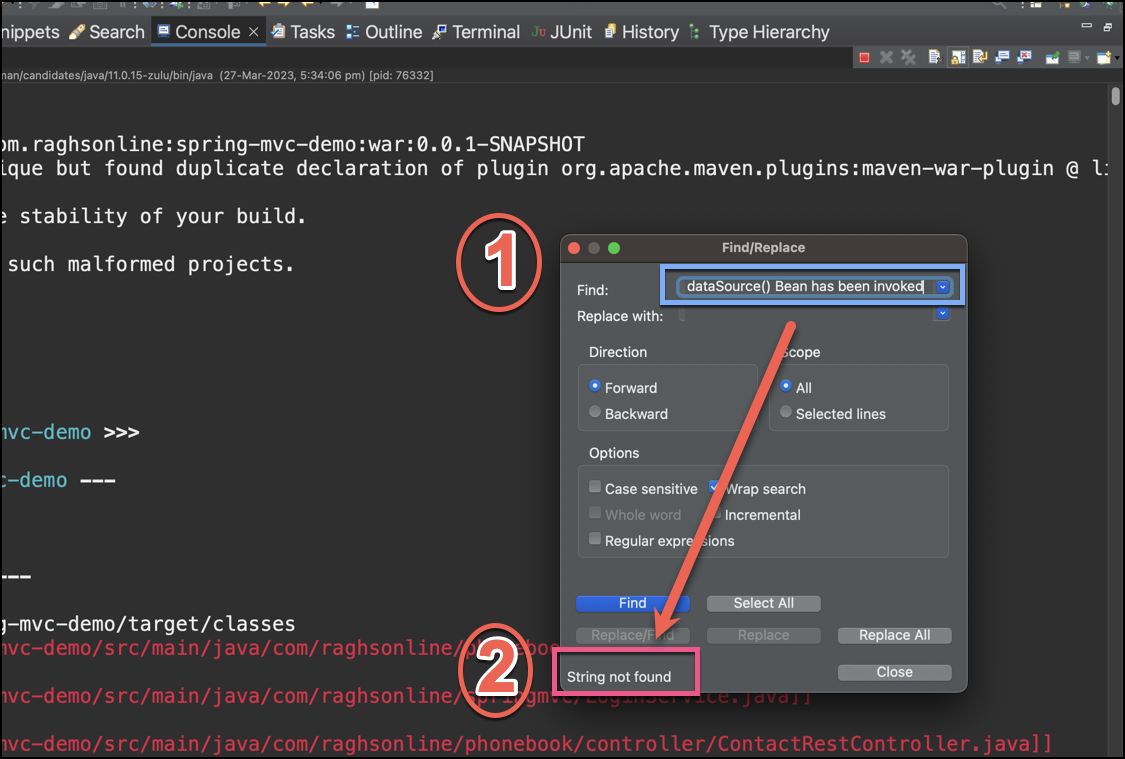 nippets Search Console Tasks Outline Terminal Ju JUnit History Type Hierarchy
man/candidates/java/11.0.15-zulu/bin/java (27-Mar-2023, 5:34:06 pm) [pid: 76332]
om.raghsonline:spring-mvc-demo:war:0.0.1-SNAPSHOT
ique but found duplicate declaration of plugin org.apache.maven.plugins:maven-war-plugin @ li
e stability of your build.
such malformed projects.
1
Find/Replace
Find: dataSource() Bean has been invoked
Replace with:
Direction
Scope
Forward
All
Backward
Selected lines
Options
Case sensitive
Wrap search
Whole word
Incremental
Regular expressions
Find
Select All
Replace/Find
Replace
Replace All
String not found
Close
mvc-demo >>>
c-demo ---
---
g-mvc-demo/target/classes
mvc-demo/src/main/java/com/raghsonline/phoneboo
2
mvc-demo/src/main/java/com/raghsonline/springmvc/LoginService.java]]
mvc-demo/src/main/java/com/raghsonline/phonebook/controller/ContactRestController.java]]